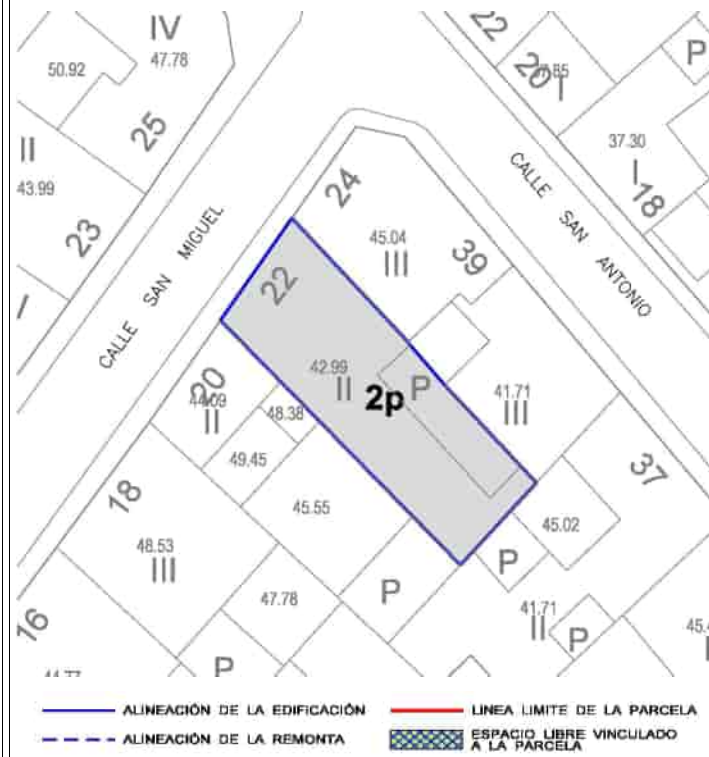 IV
47.78
50.92
25
II
43.99
23
I
CALLE SAN MIGUEL
22
20
I
P
37.30
I
18
CALLE SAN ANTONIO
24
45.04
III
39
22
42.99
II
P
2p
41.71
III
37
20
44.09
II
48.38
49.45
45.55
18
48.53
III
45.02
P
P
47.78
41.71
II
P
16
P
LINEA LIMITE DE LA PARCELA
ALINEACIÓN DE LA EDIFICACIÓN
ALINEACIÓN DE LA REMONTA
ESPACIO LIBRE VINCULADO
A LA PARCELA